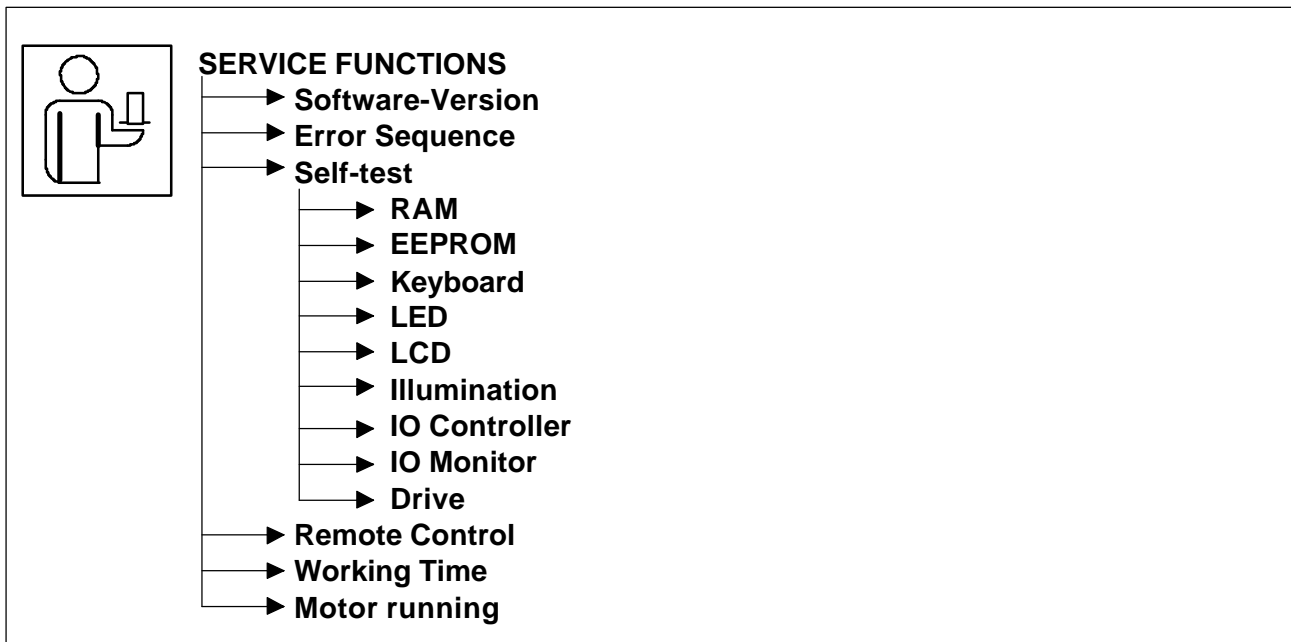 SERVICE FUNCTIONS
Software-Version
Error Sequence
Self-test
RAM
EEPROM
Keyboard
LED
LCD
Illumination
IO Controller
IO Monitor
Drive
Remote Control
Working Time
Motor running